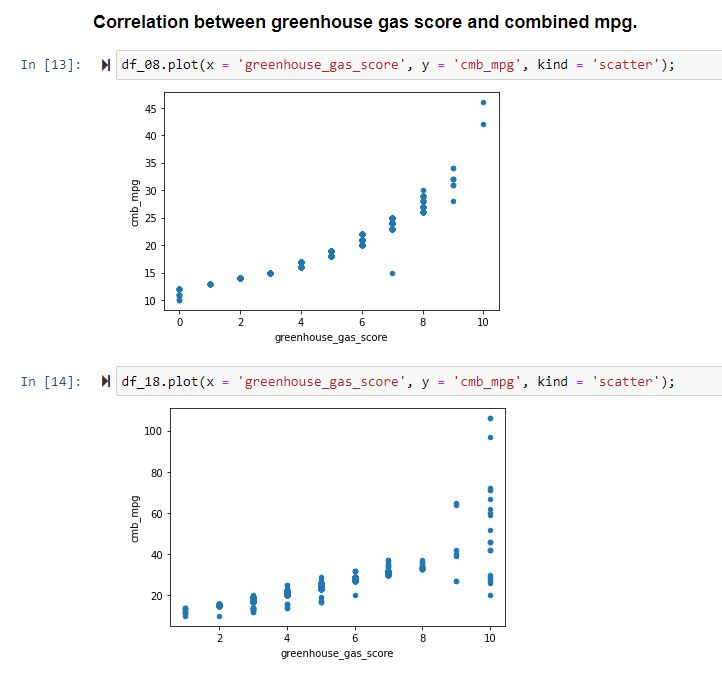 Correlation between greenhouse gas score and combined mpg.
In [13]:
df_08.plot(x = 'greenhouse_gas_score', y = 'cmb_mpg', kind = 'scatter');
45
40
35
30
25
20
15
10
cmb_mpg
0 2 4 6 8 10
greenhouse_gas_score
In [14]:
df_18.plot(x = 'greenhouse_gas_score', y = 'cmb_mpg', kind = 'scatter');
100
80
60
40
20
cmb_mpg
2 4 6 8 10
greenhouse_gas_score